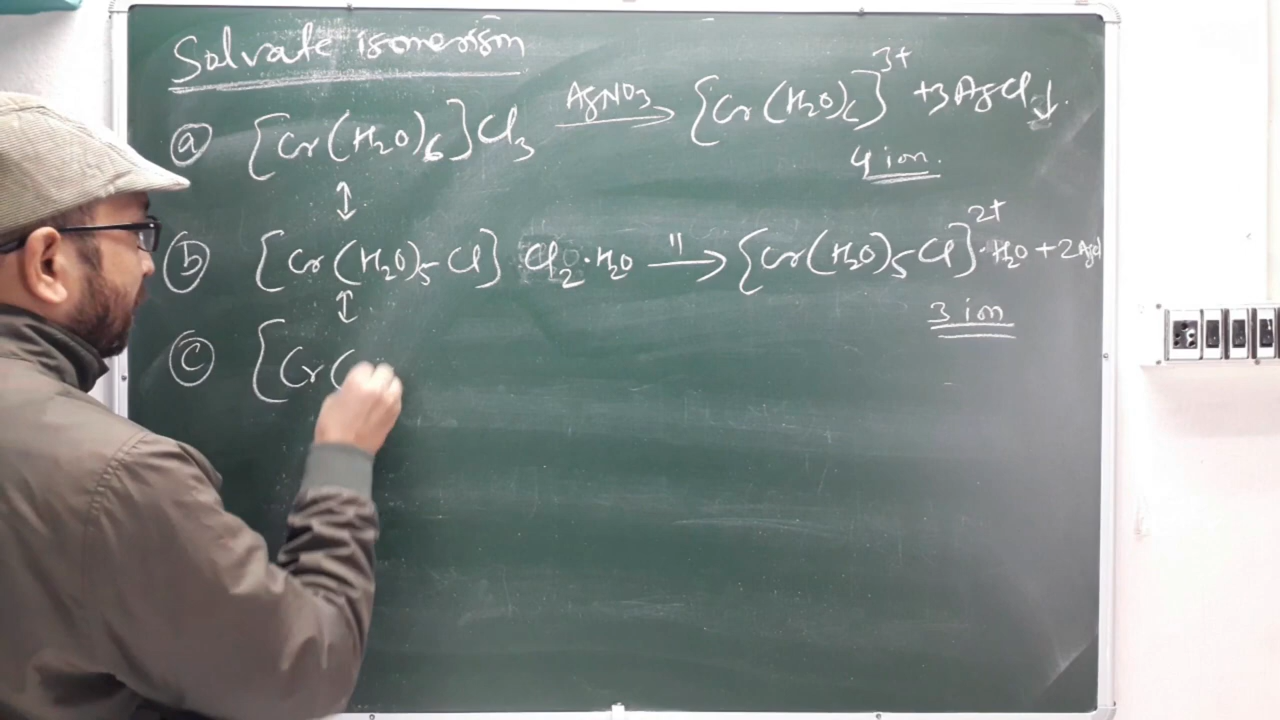 Solvate isomerism
ⓐ [Cr(H₂O)₆]Cl₃ AgNO₃ → [Cr(H₂O)₆]³⁺ + 3AgCl↓.
4 ion.
↕
ⓑ [Cr(H₂O)₅Cl] Cl₂·H₂O " → [Cr(H₂O)₅Cl]²⁺·H₂O + 2AgCl
3 ion
↕
ⓒ [Cr(